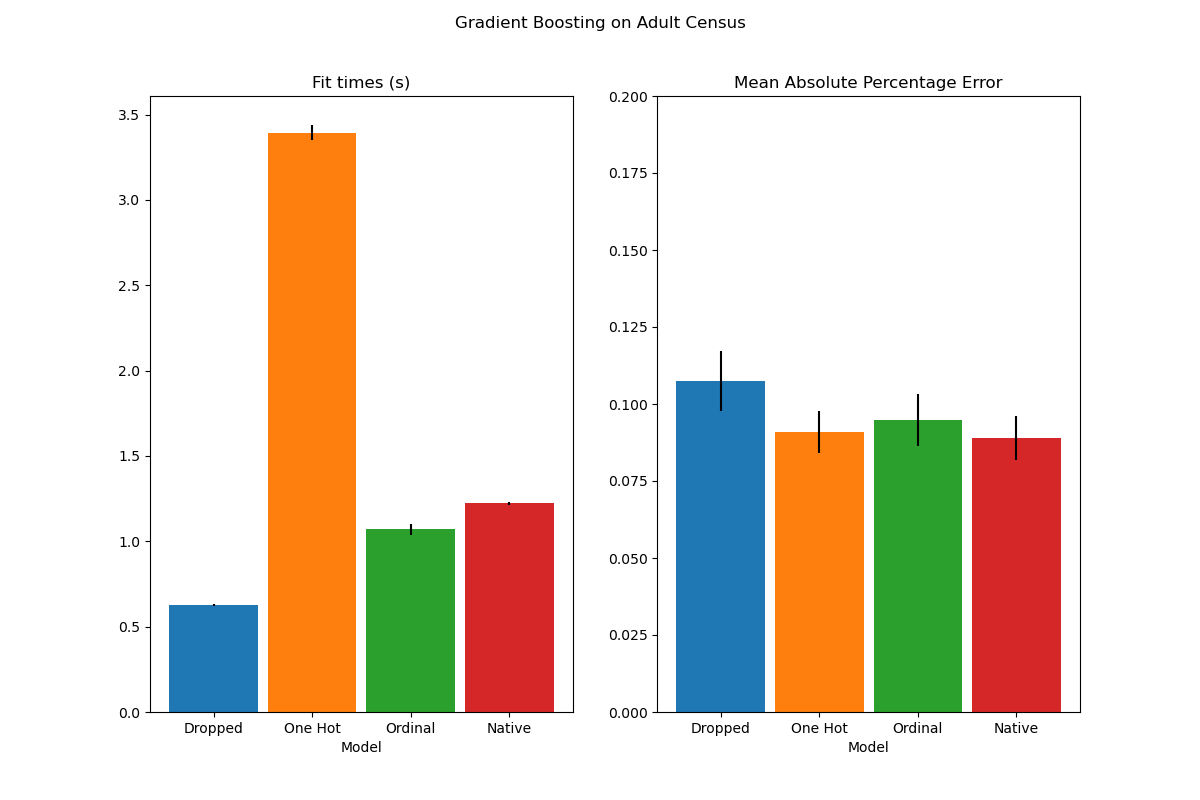 Gradient Boosting on Adult Census
Fit times (s)
3.5
3.0
2.5
2.0
1.5
1.0
0.5
0.0
Dropped One Hot Ordinal Native
Model
Mean Absolute Percentage Error
0.200
0.175
0.150
0.125
0.100
0.075
0.050
0.025
0.000
Dropped One Hot Ordinal Native
Model